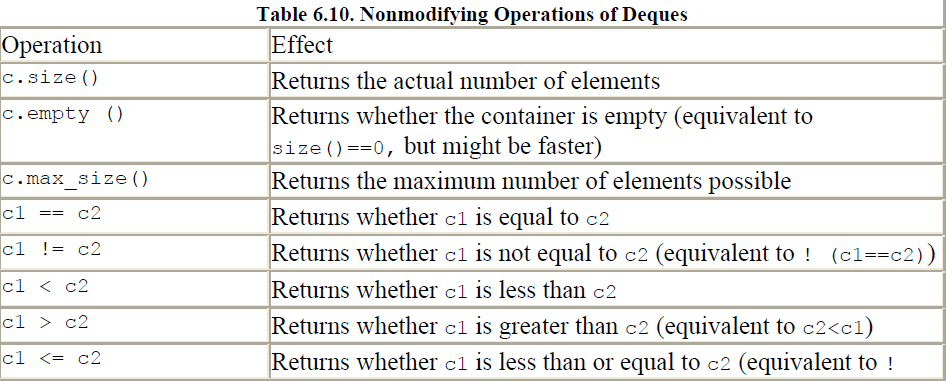 Table 6.10. Nonmodifying Operations of Deques
Operation Effect
c.size() Returns the actual number of elements
c.empty () Returns whether the container is empty (equivalent to
size()==0, but might be faster)
c.max_size() Returns the maximum number of elements possible
c1 == c2 Returns whether c1 is equal to c2
c1 != c2 Returns whether c1 is not equal to c2 (equivalent to ! (c1==c2))
c1 < c2 Returns whether c1 is less than c2
c1 > c2 Returns whether c1 is greater than c2 (equivalent to c2<c1)
c1 <= c2 Returns whether c1 is less than or equal to c2 (equivalent to !